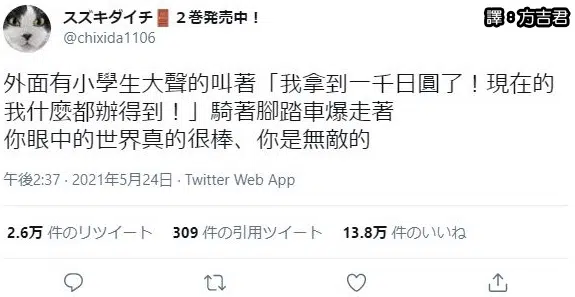 スズキダイチ🚪２巻発売中！
譯：方吉君
@chixida1106
外面有小學生大聲的叫著「我拿到一千日圓了！現在的
我什麼都辦得到！」騎著腳踏車爆走著
你眼中的世界真的很棒、你是無敵的
午後2:37 · 2021年5月24日 · Twitter Web App
2.6万 件のリツイート 309 件の引用ツイート 13.8万 件のいいね